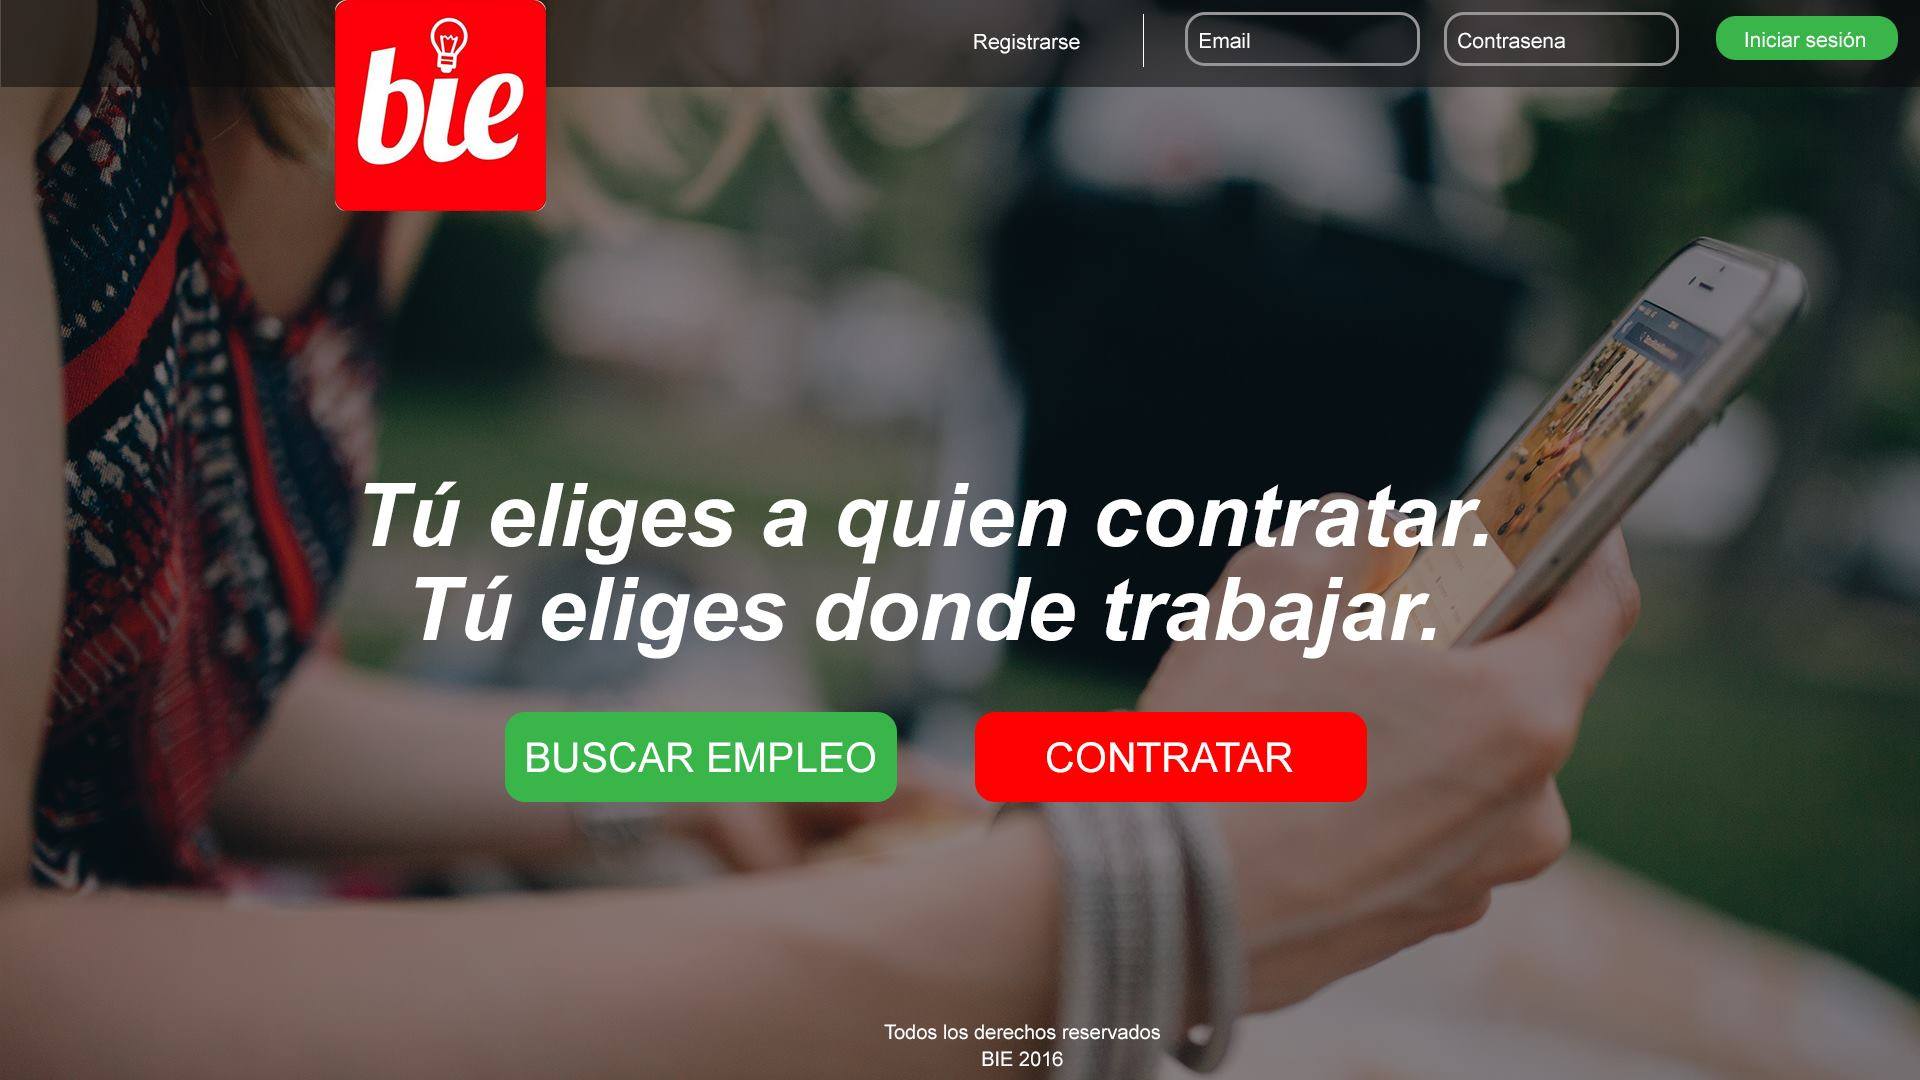 bie
Registrarse
Email
Contrasena
Iniciar sesión
Tú eliges a quien contratar.
Tú eliges donde trabajar.
BUSCAR EMPLEO
CONTRATAR
Todos los derechos reservados
BIE 2016